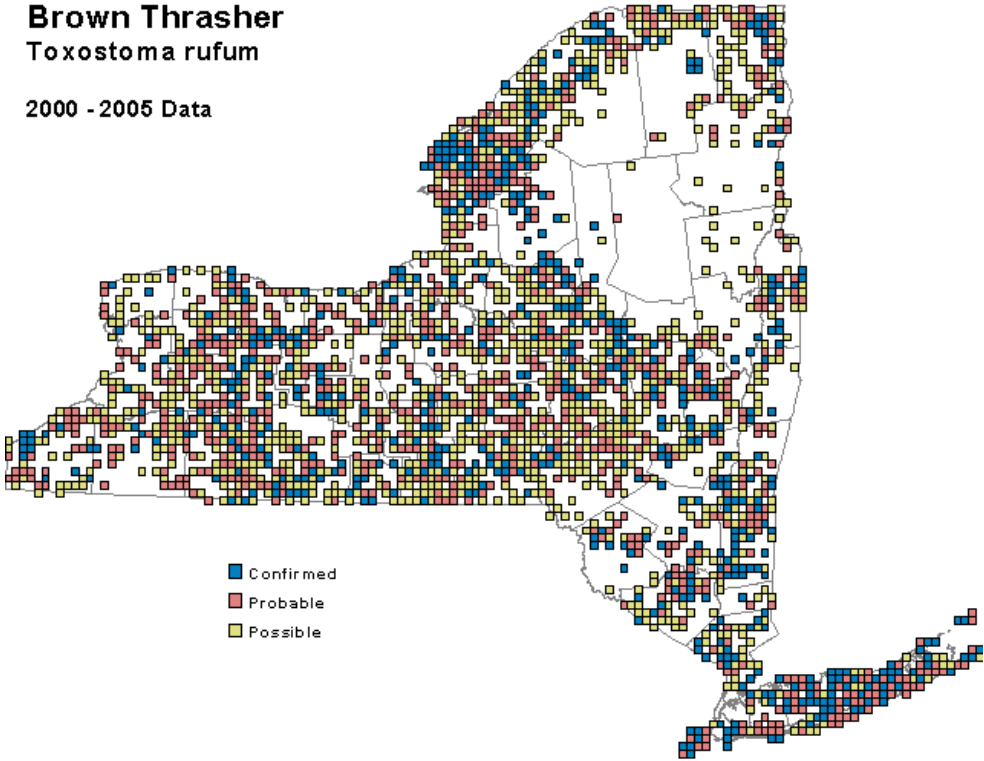 Brown Thrasher
Toxostoma rufum
2000 - 2005 Data
Confirmed
Probable
Possible